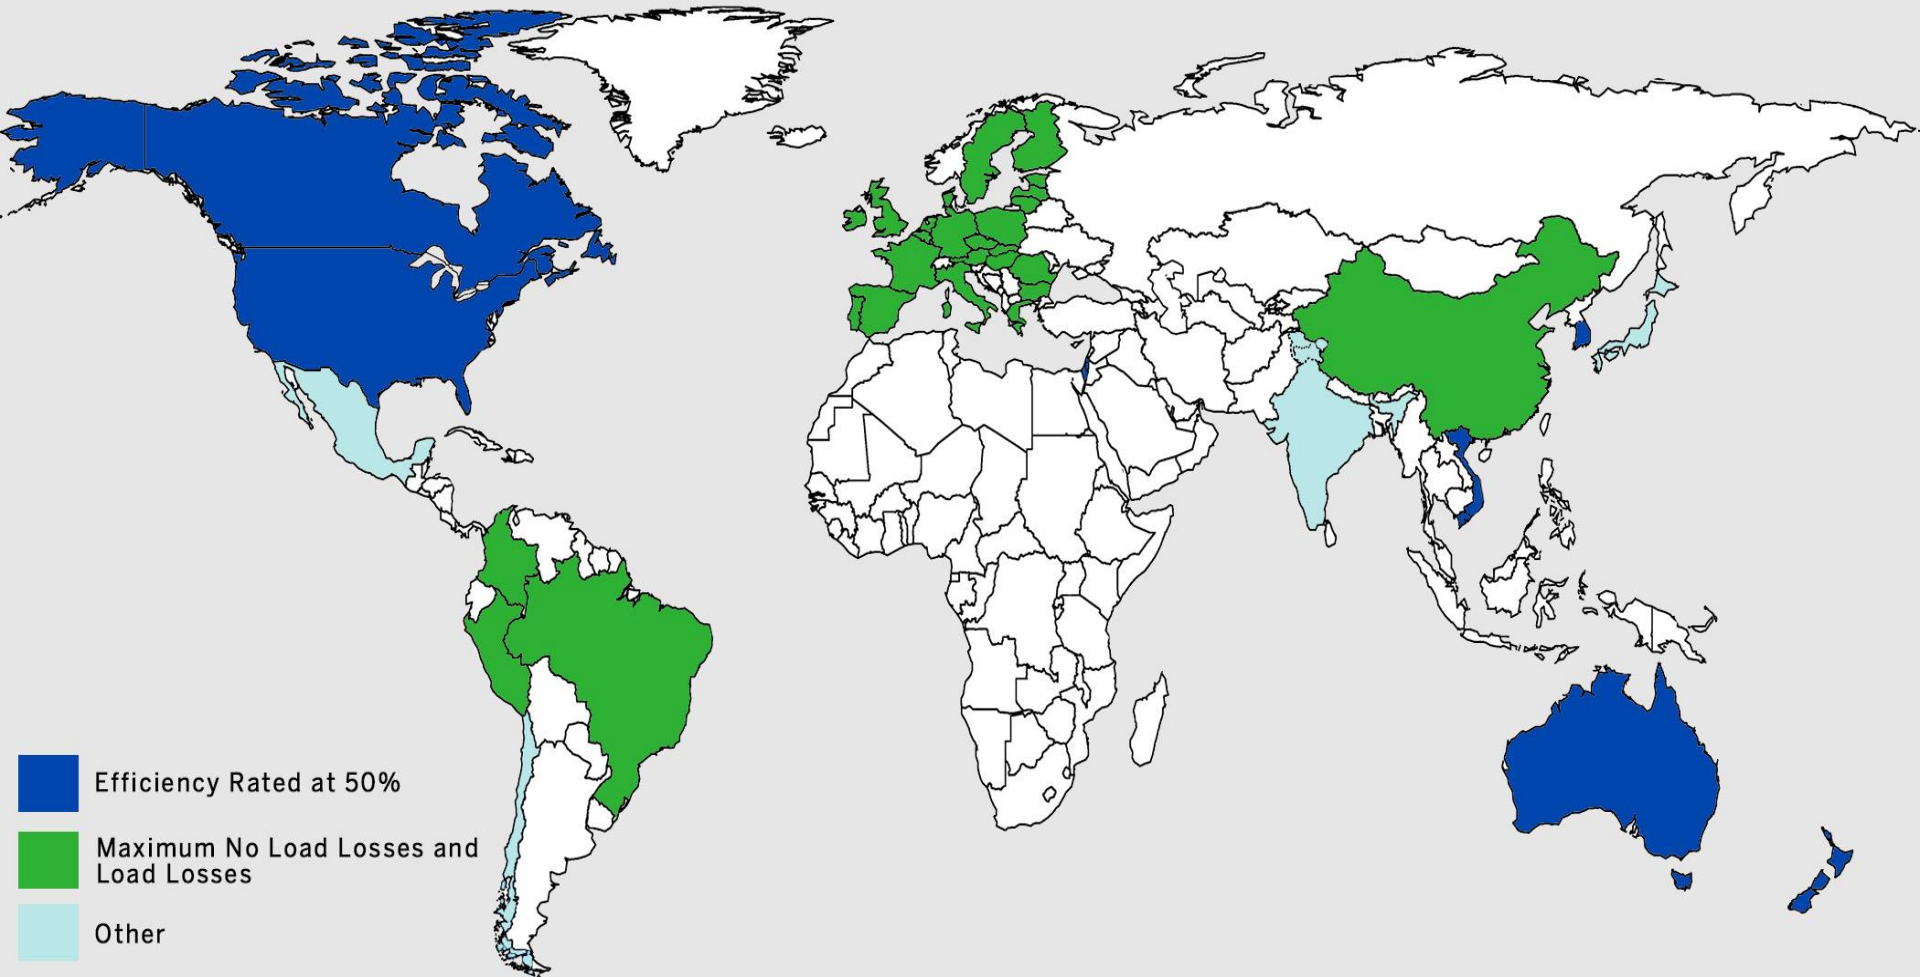 Efficiency Rated at 50%
Maximum No Load Losses and
Load Losses
Other